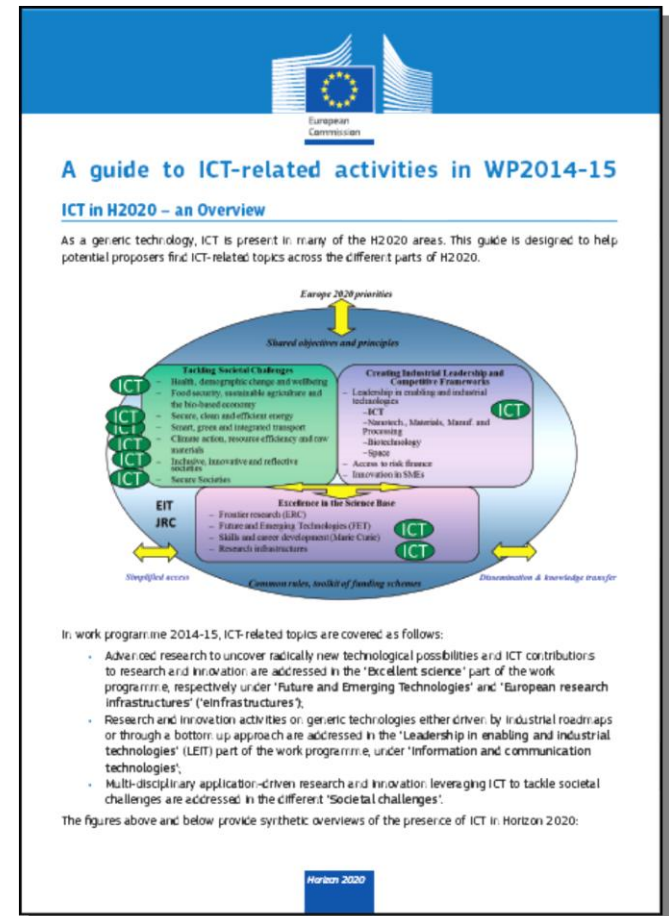 European
Commission
A guide to ICT-related activities in WP2014-15
ICT in H2020 – an Overview
As a generic technology, ICT is present in many of the H2020 areas. This guide is designed to help
potential proposers find ICT-related topics across the different parts of H2020.
Europe 2020 priorities
Shared objectives and principles
Tackling Societal Challenges
– Health, demographic change and wellbeing
– Food security, sustainable agriculture and
the bio-based economy
– Secure, clean and efficient energy
– Smart, green and integrated transport
– Climate action, resource efficiency and raw
materials
– Inclusive, innovative and reflective
societies
– Secure Societies
ICT
ICT
ICT
ICT
ICT
ICT
Creating Industrial Leadership and
Competitive Frameworks
– Leadership in enabling and industrial
technologies
–ICT
–Nanotech., Materials, Manuf. and
Processing
–Biotechnology
–Space
– Access to risk finance
– Innovation in SMEs
ICT
Excellence in the Science Base
– Frontier research (ERC)
– Future and Emerging Technologies (FET)
– Skills and career development (Marie Curie)
– Research infrastructures
ICT
ICT
EIT
JRC
Simplified access
Common rules, toolkit of funding schemes
Dissemination & knowledge transfer
In work programme 2014-15, ICT-related topics are covered as follows:
• Advanced research to uncover radically new technological possibilities and ICT contributions
to research and innovation are addressed in the 'Excellent science' part of the work
programme, respectively under 'Future and Emerging Technologies' and 'European research
infrastructures' ('eInfrastructures');
• Research and innovation activities on generic technologies either driven by industrial roadmaps
or through a bottom up approach are addressed in the 'Leadership in enabling and industrial
technologies' (LEIT) part of the work programme, under 'Information and communication
technologies';
• Multi-disciplinary application-driven research and innovation leveraging ICT to tackle societal
challenges are addressed in the different 'Societal challenges'.
The figures above and below provide synthetic overviews of the presence of ICT in Horizon 2020:
Horizon 2020